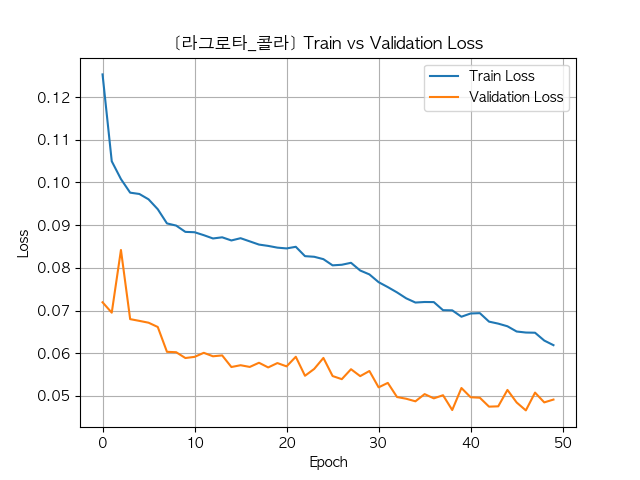 〔라그로타_콜라〕 Train vs Validation Loss
Train Loss
Validation Loss
Loss
0.12
0.11
0.10
0.09
0.08
0.07
0.06
0.05
0 10 20 30 40 50
Epoch